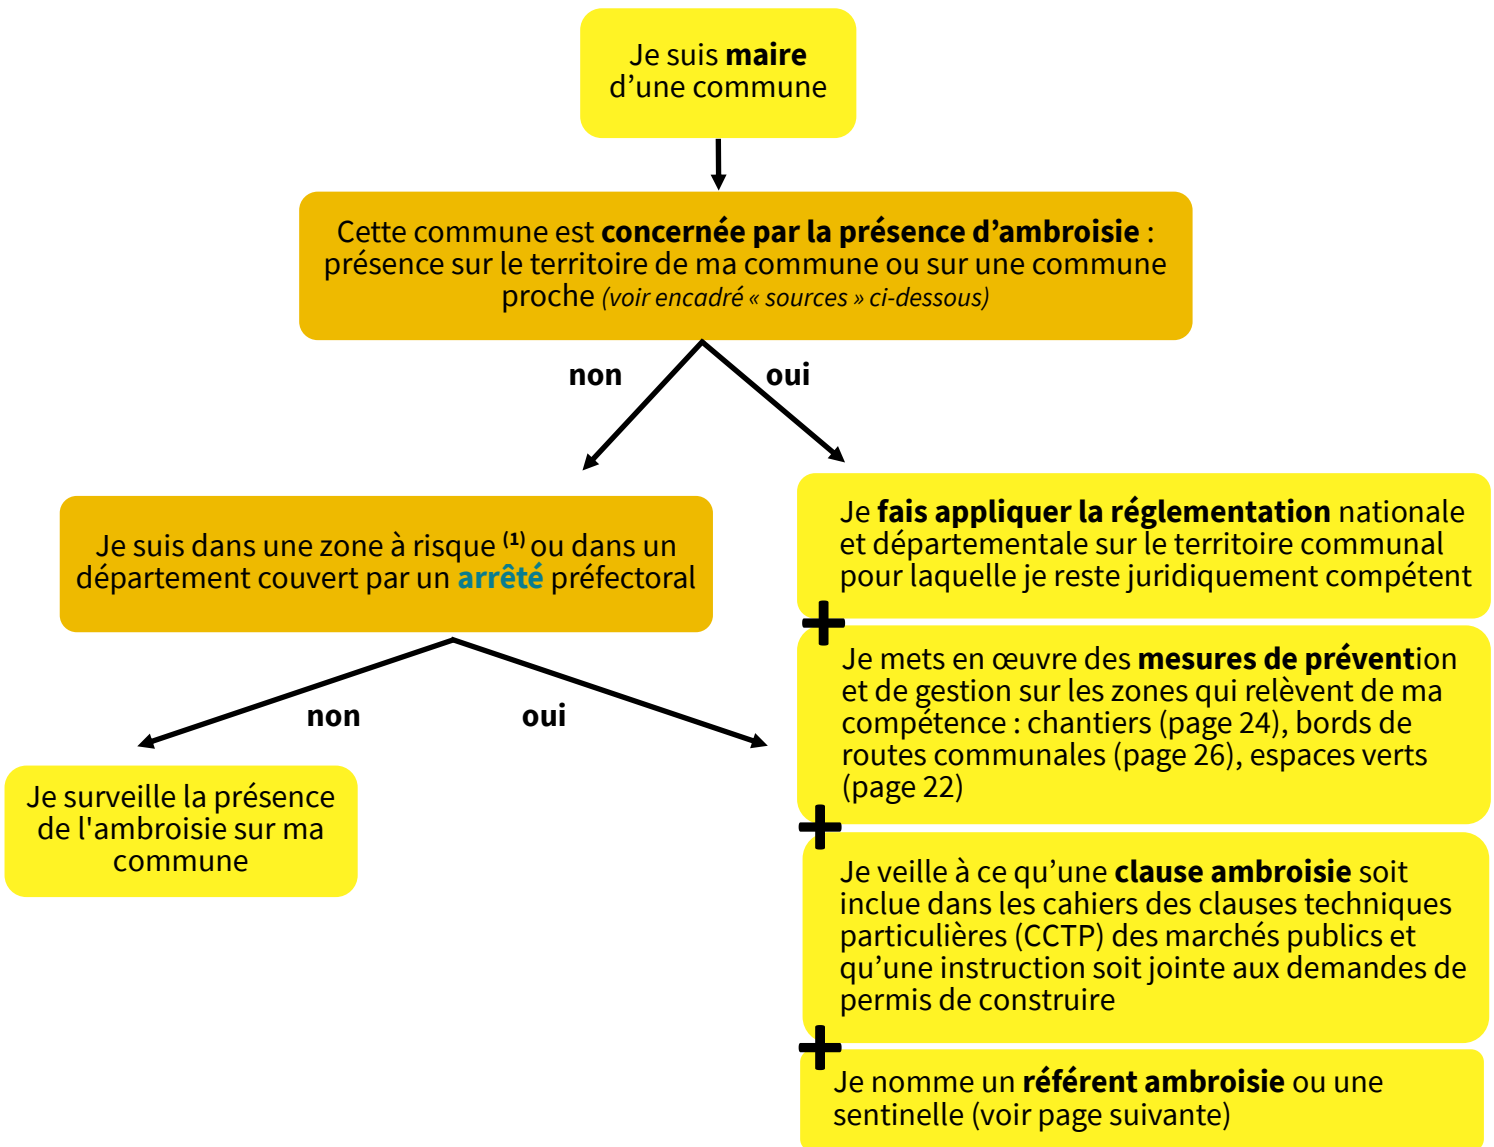 Je suis maire
d’une commune
Cette commune est concernée par la présence d’ambroisie :
présence sur le territoire de ma commune ou sur une commune
proche (voir encadré « sources » ci-dessous)
non
oui
Je suis dans une zone à risque (1) ou dans un
département couvert par un arrêté préfectoral
non
oui
Je surveille la présence
de l'ambroisie sur ma
commune
Je fais appliquer la réglementation nationale
et départementale sur le territoire communal
pour laquelle je reste juridiquement compétent
+
Je mets en œuvre des mesures de prévention
et de gestion sur les zones qui relèvent de ma
compétence : chantiers (page 24), bords de
routes communales (page 26), espaces verts
(page 22)
+
Je veille à ce qu’une clause ambroisie soit
inclue dans les cahiers des clauses techniques
particulières (CCTP) des marchés publics et
qu’une instruction soit jointe aux demandes de
permis de construire
+
Je nomme un référent ambroisie ou une
sentinelle (voir page suivante)